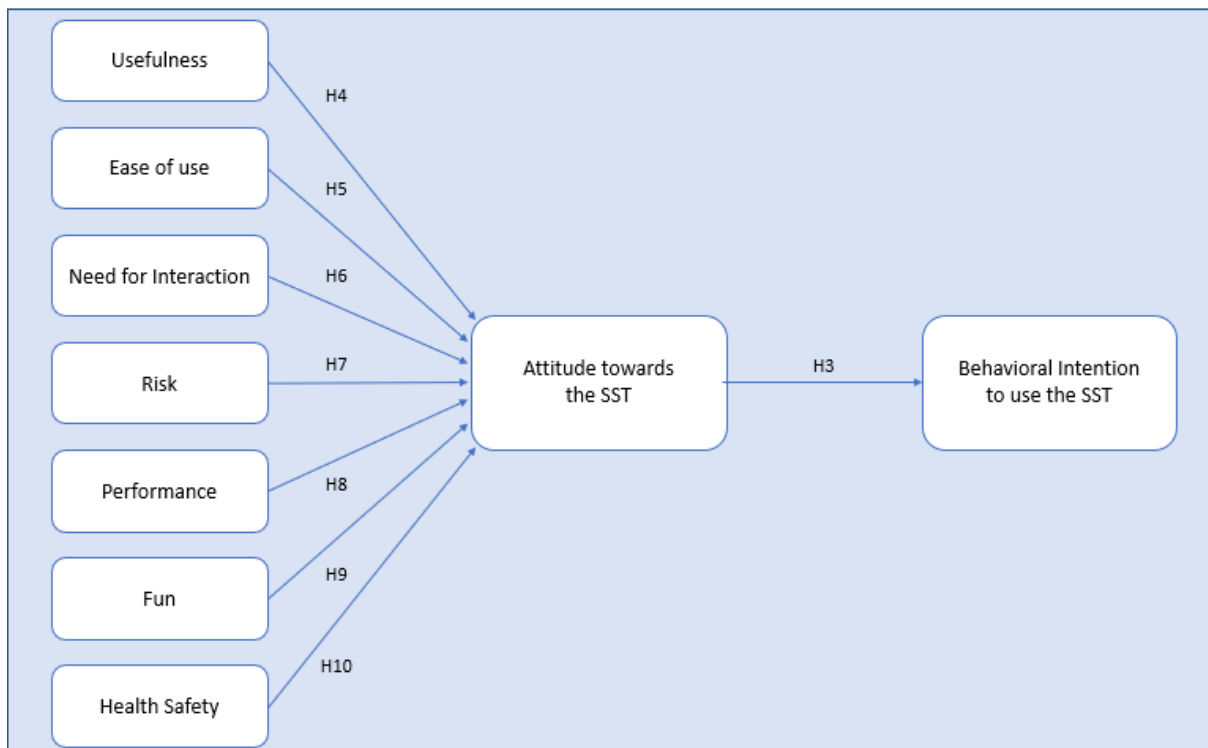 Usefulness
H4
Ease of use
H5
Need for Interaction
H6
Risk
H7
Attitude towards
the SST
H3
Behavioral Intention
to use the SST
Performance
H8
Fun
H9
Health Safety
H10